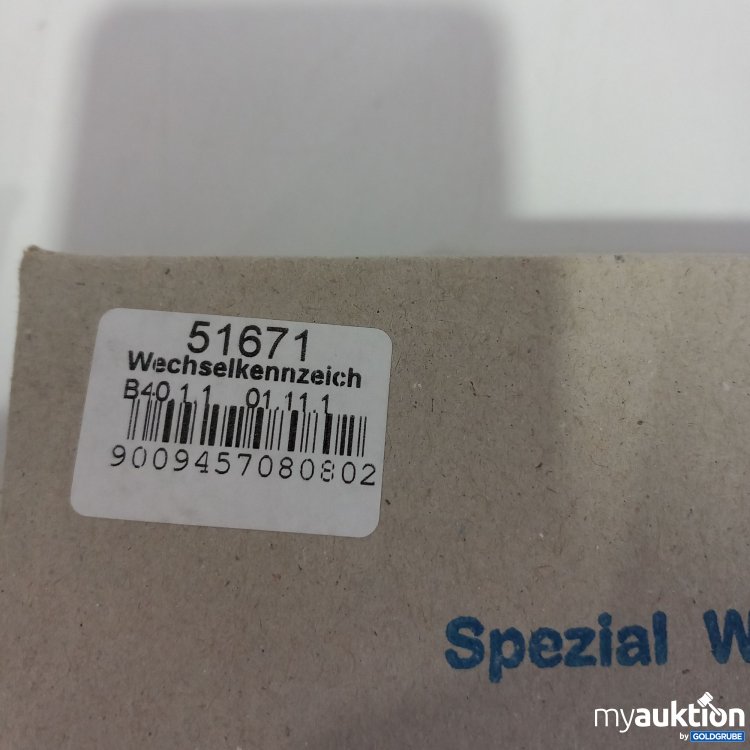 51671
Wechselkennzeich
B40.1.1 01.11.1
9009457080802
Spezial W
myauktion
by GOLDGRUBE